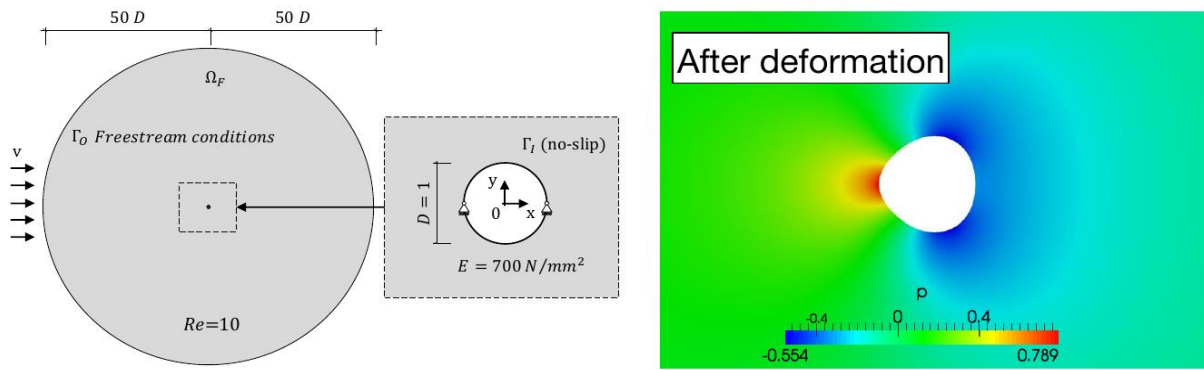 50 D 50 D
Ω_F
Γ_O Freestream conditions
v
Γ_I (no-slip)
D = 1
y
0 x
E = 700 N/mm²
Re=10
After deformation
p
-0.4 0 0.4
-0.554 0.789